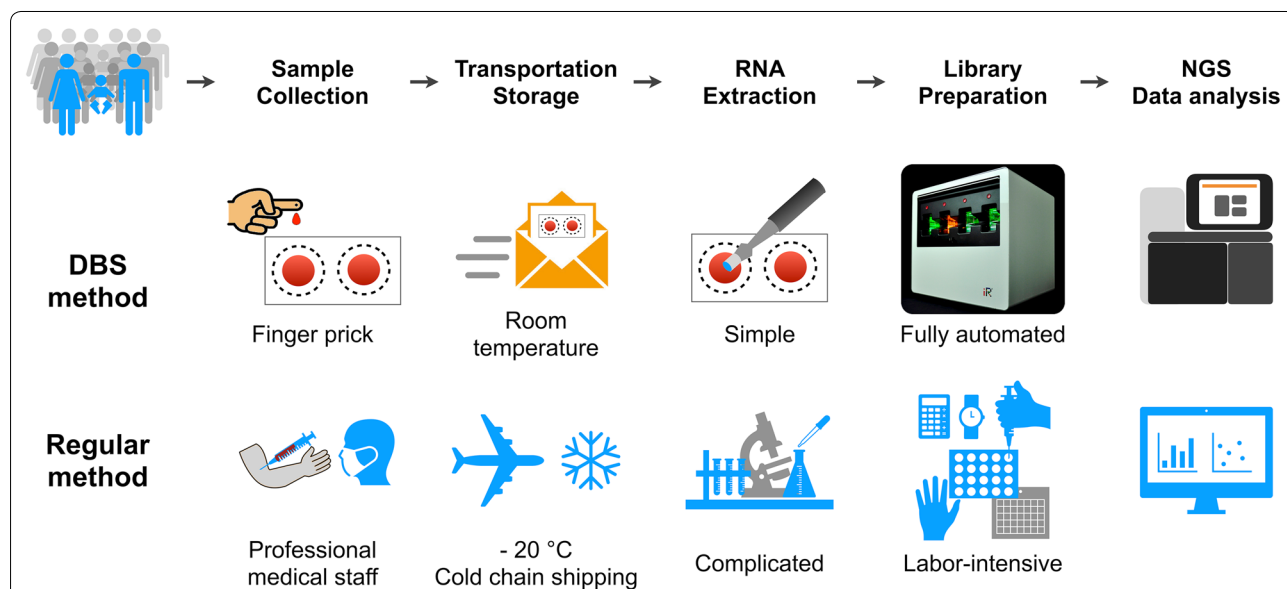 Sample
Collection
Transportation
Storage
RNA
Extraction
Library
Preparation
NGS
Data analysis
DBS
method
Finger prick
Room
temperature
Simple
iR
Fully automated
Regular
method
Professional
medical staff
- 20 °C
Cold chain shipping
Complicated
Labor-intensive